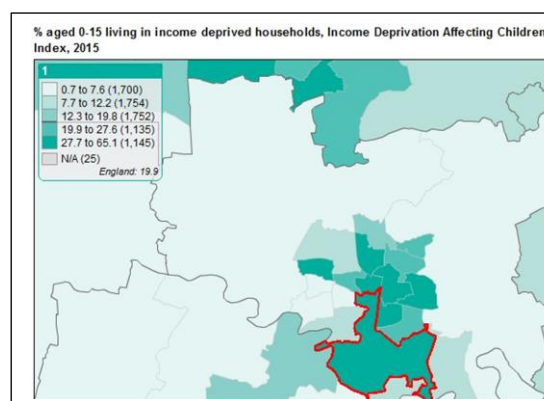 % aged 0-15 living in income deprived households, Income Deprivation Affecting Children
Index, 2015
1
0.7 to 7.6 (1,700)
7.7 to 12.2 (1,754)
12.3 to 19.8 (1,752)
19.9 to 27.6 (1,135)
27.7 to 65.1 (1,145)
N/A (25)
England: 19.9